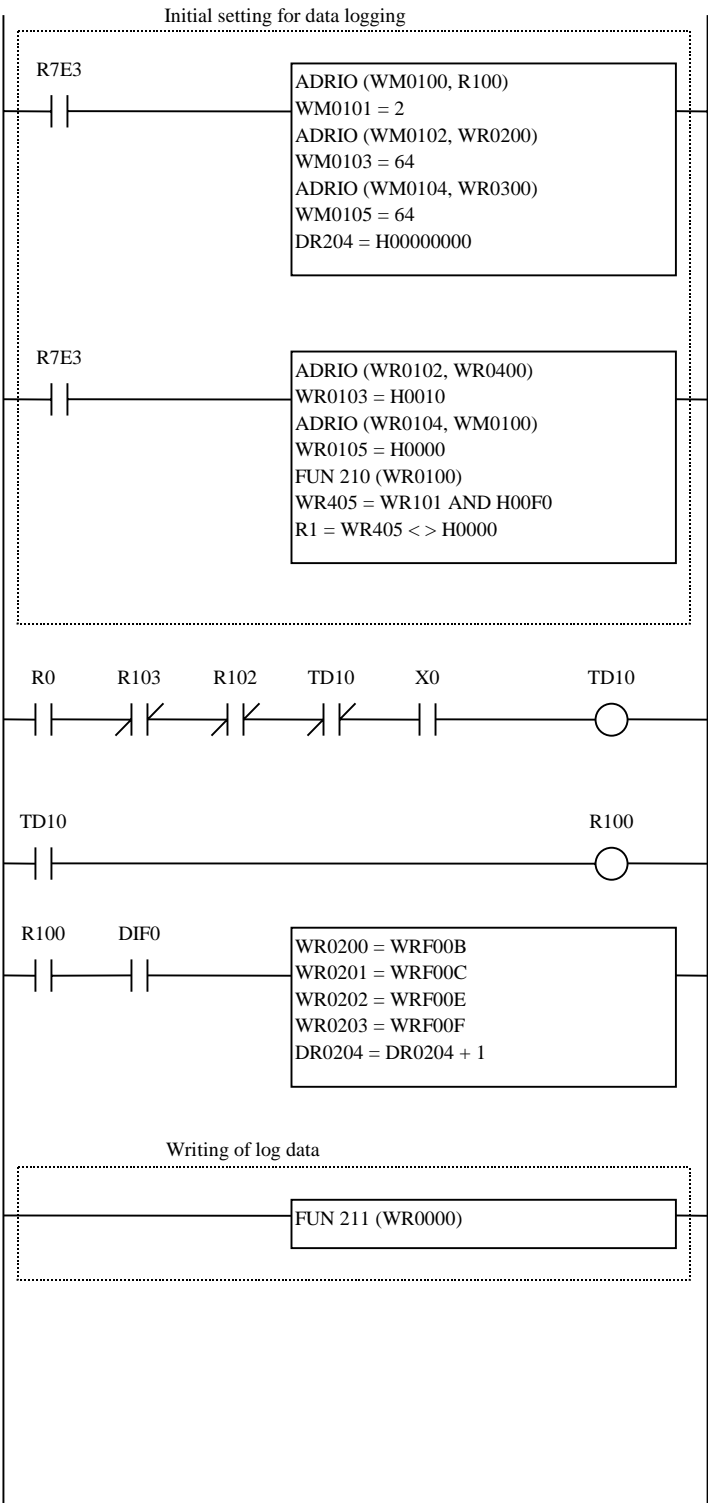 Initial setting for data logging
R7E3
ADRIO (WM0100, R100)
WM0101 = 2
ADRIO (WM0102, WR0200)
WM0103 = 64
ADRIO (WM0104, WR0300)
WM0105 = 64
DR204 = H00000000
R7E3
ADRIO (WR0102, WR0400)
WR0103 = H0010
ADRIO (WR0104, WM0100)
WR0105 = H0000
FUN 210 (WR0100)
WR405 = WR101 AND H00F0
R1 = WR405 < > H0000
R0 R103 R102 TD10 X0 TD10
TD10 R100
R100 DIF0
WR0200 = WRF00B
WR0201 = WRF00C
WR0202 = WRF00E
WR0203 = WRF00F
DR0204 = DR0204 + 1
Writing of log data
FUN 211 (WR0000)